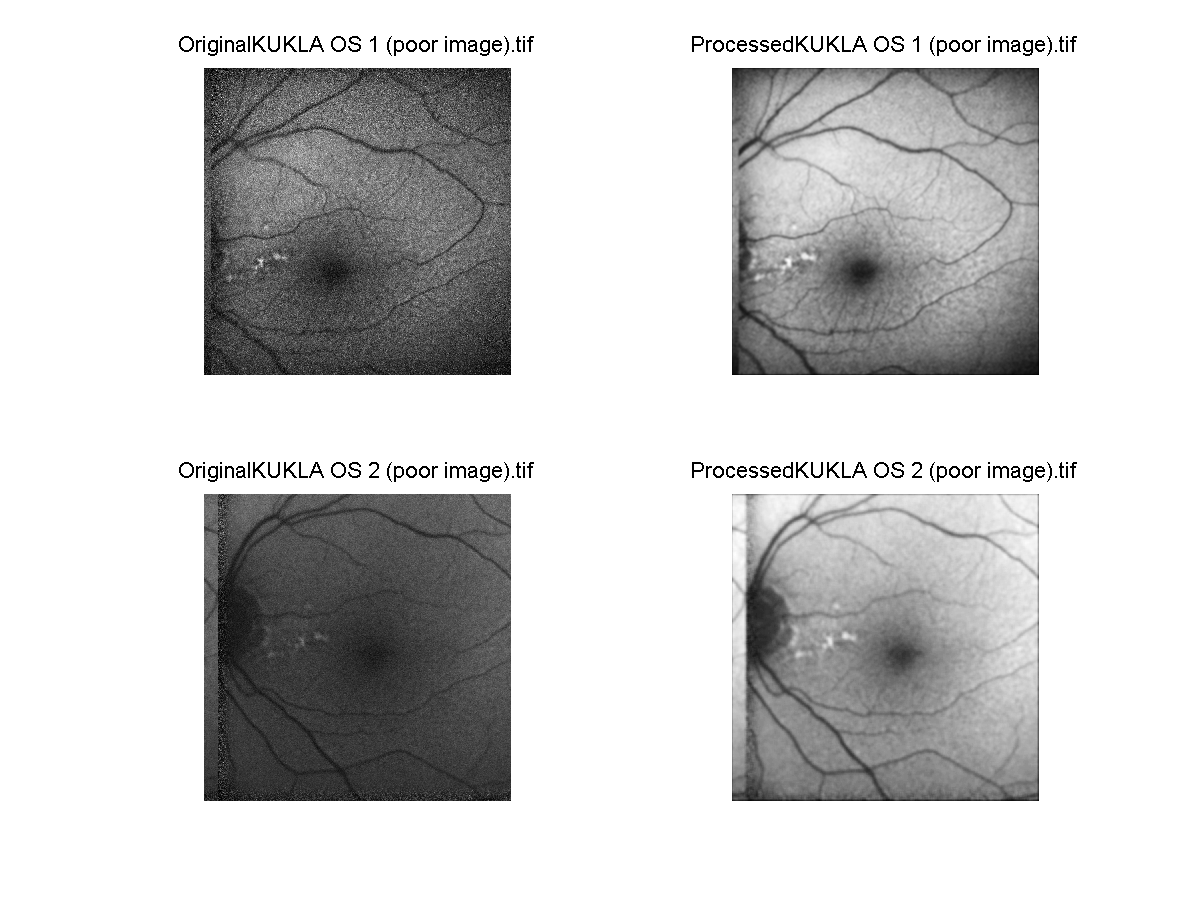 OriginalKUKLA OS 1 (poor image).tif
ProcessedKUKLA OS 1 (poor image).tif
OriginalKUKLA OS 2 (poor image).tif
ProcessedKUKLA OS 2 (poor image).tif